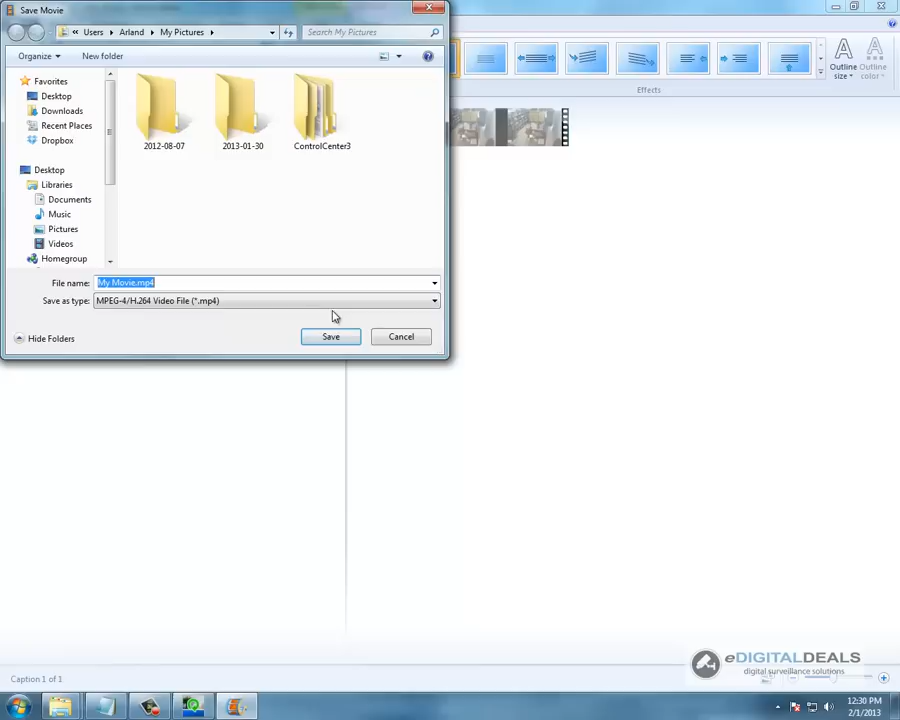 Save Movie
« Users Arland My Pictures
Search My Pictures
Organize
New folder
Favorites
Desktop
Downloads
Recent Places
Dropbox
Desktop
Libraries
Documents
Music
Pictures
Videos
Homegroup
2012-08-07
2013-01-30
ControlCenter3
File name: My Movie.mp4
Save as type: MPEG-4/H.264 Video File (*.mp4)
Hide Folders
Save
Cancel
Outline size
Outline color
Effects
Caption 1 of 1
eDIGITALDEALS
digital surveillance solutions
12:30 PM
2/1/2013